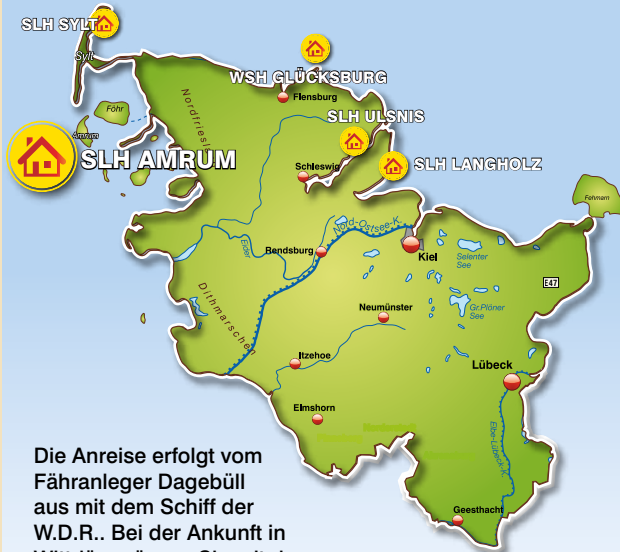 SLH SYLT
Sylt
WSH GLÜCKSBURG
Flensburg
Föhr
Amrum
SLH ULSNIS
SLH AMRUM
Schleswig
SLH LANGHOLZ
Fehmarn
Nord-Ostsee-K.
Eider
Rendsburg
Kiel
Selenter
See
E47
Dithmarschen
Neumünster
Gr.Plöner
See
Itzehoe
Lübeck
Elmshorn
Elbe-Lübeck-K.
Geesthacht
Die Anreise erfolgt vom
Fähranleger Dagebüll
aus mit dem Schiff der
W.D.R.. Bei der Ankunft in